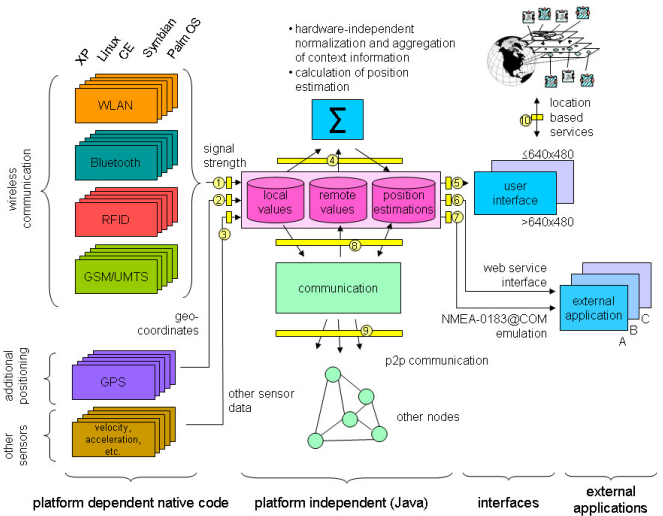 XP
Linux
CE
Symbian
Palm OS
• hardware-independent
normalization and aggregation
of context information
• calculation of position
estimation
WLAN
Bluetooth
RFID
GSM/UMTS
wireless
communication
signal
strength
Σ
10
location
based
services
1
2
3
4
5
6
7
local
values
remote
values
position
estimations
≤640x480
user
interface
>640x480
8
communication
web service
interface
NMEA-0183@COM
emulation
external
application
A
B
C
geo-
coordinates
9
p2p communication
additional
positioning
GPS
other sensor
data
other nodes
other
sensors
velocity,
acceleration,
etc.
platform dependent native code
platform independent (Java)
interfaces
external
applications